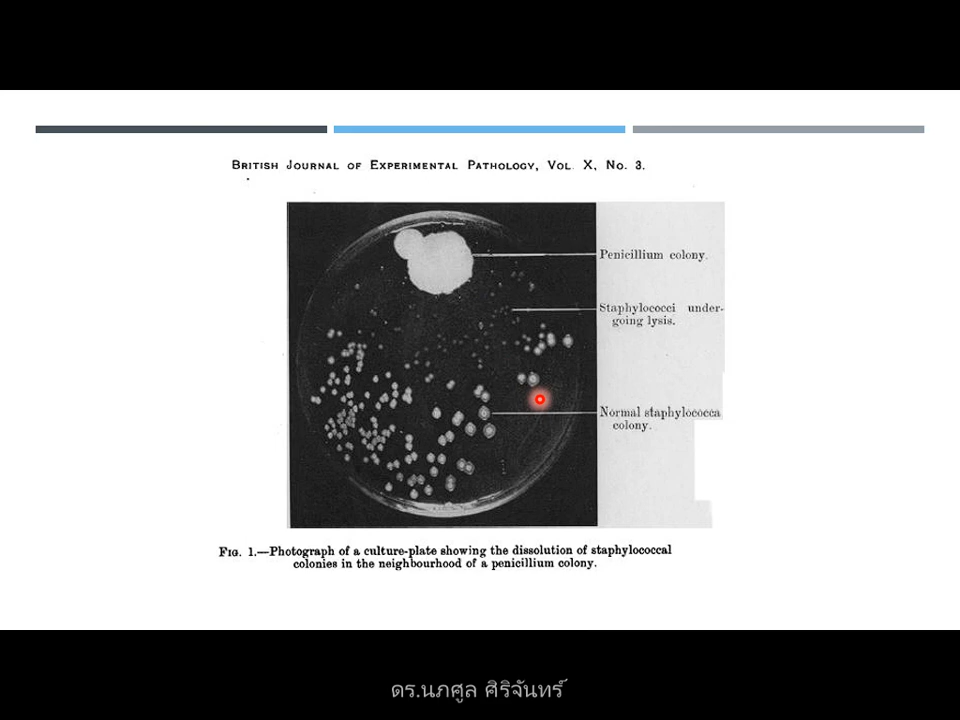 BRITISH JOURNAL OF EXPERIMENTAL PATHOLOGY, VOL. X, NO. 3.
Penicillium colony.
Staphylococci under-
going lysis.
Normal staphylococca
colony.
FIG. 1.—Photograph of a culture-plate showing the dissolution of staphylococcal
colonies in the neighbourhood of a penicillium colony.
ดร.นภศูล ศิริจันทร์